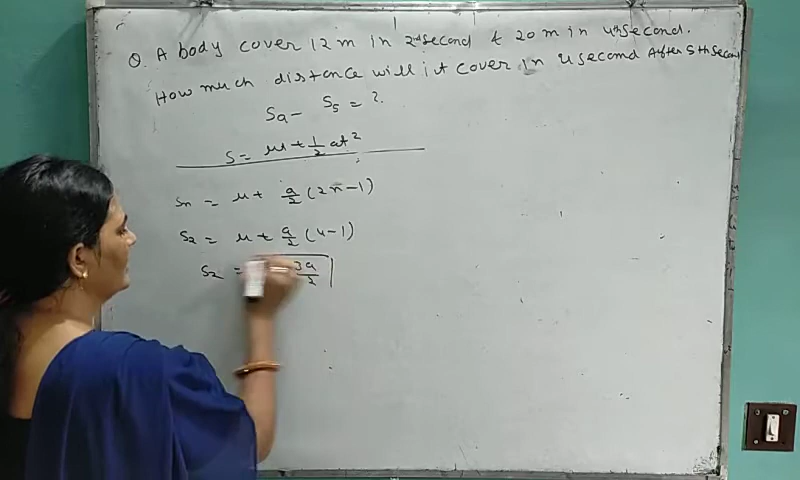 Q. A body cover 12 m in 2nd second & 20 m in 4th second.
How much distance will it cover in 4 second After 5th second
S9 - S5 = ?
S = ut + 1/2 at²
Sn = u + a/2 (2n-1)
S2 = u + a/2 (4-1)
S2 = 3a/2